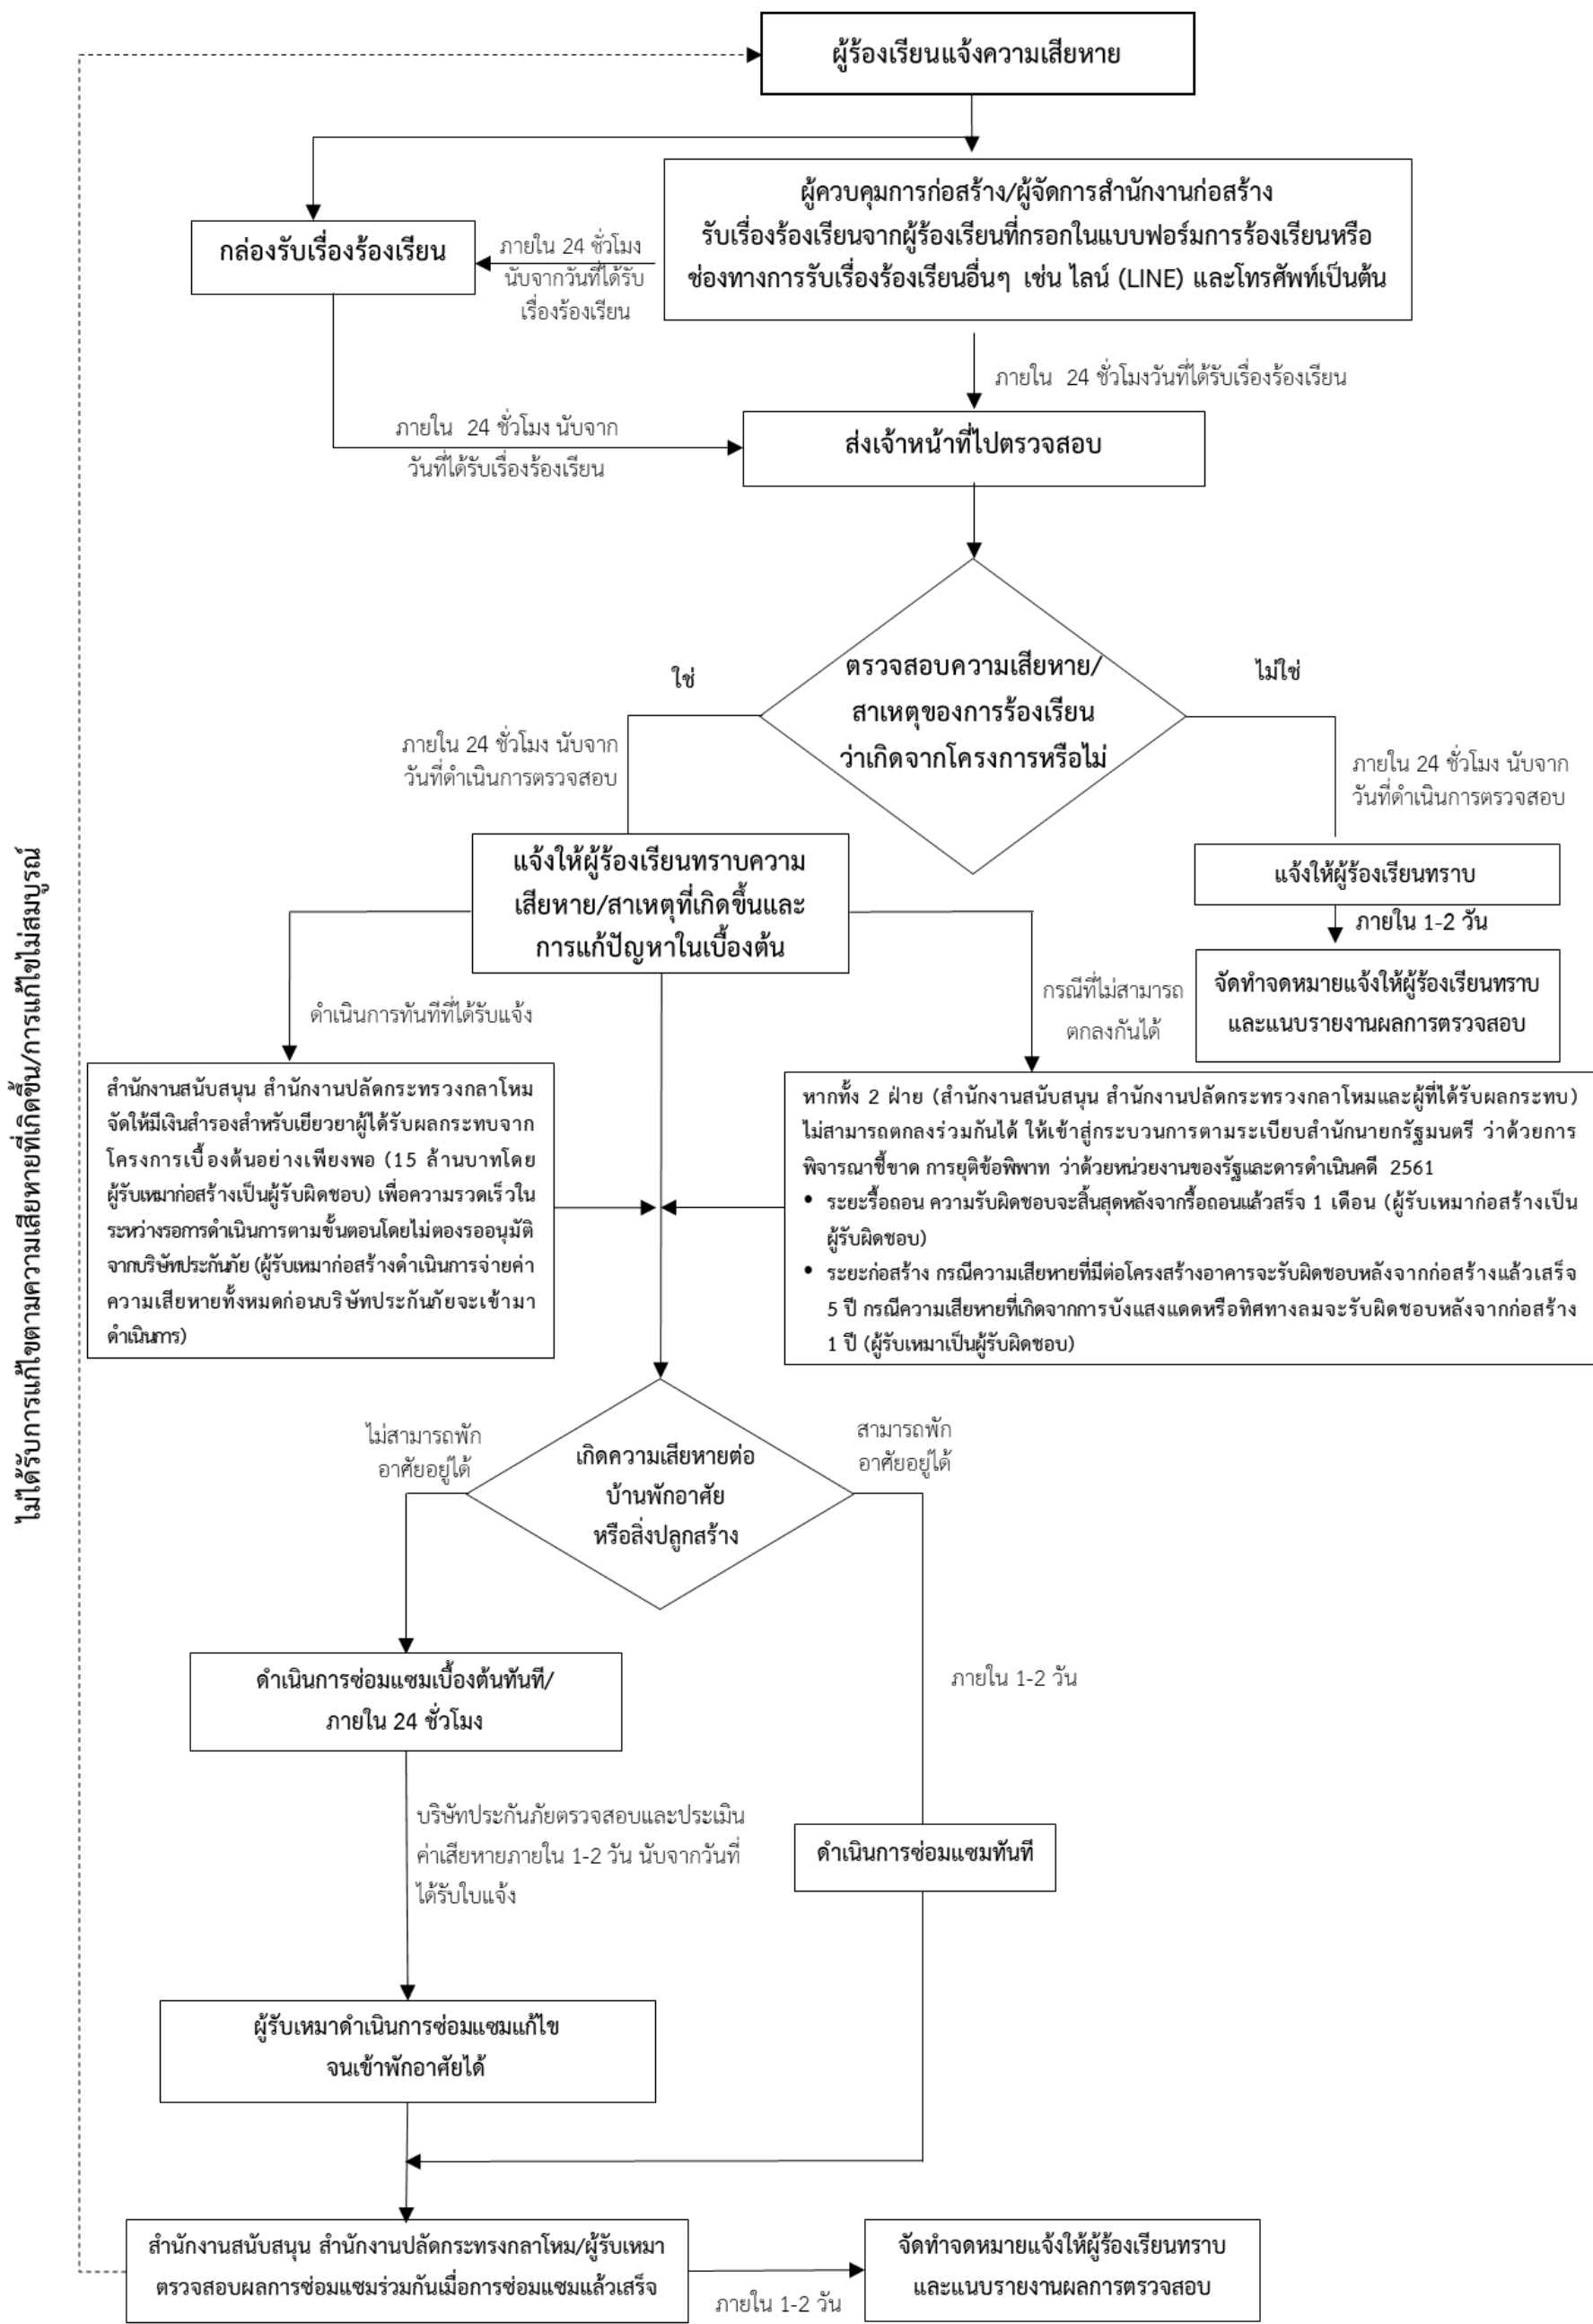 ผู้ร้องเรียนแจ้งความเสียหาย
ผู้ควบคุมการก่อสร้าง/ผู้จัดการสำนักงานก่อสร้าง
รับเรื่องร้องเรียนจากผู้ร้องเรียนที่กรอกในแบบฟอร์มการร้องเรียนหรือ
ช่องทางการรับเรื่องร้องเรียนอื่นๆ เช่น ไลน์ (LINE) และโทรศัพท์เป็นต้น
ภายใน 24 ชั่วโมง
นับจากวันที่ได้รับ
เรื่องร้องเรียน
กล่องรับเรื่องร้องเรียน
ภายใน 24 ชั่วโมงวันที่ได้รับเรื่องร้องเรียน
ภายใน 24 ชั่วโมง นับจาก
วันที่ได้รับเรื่องร้องเรียน
ส่งเจ้าหน้าที่ไปตรวจสอบ
ตรวจสอบความเสียหาย/
สาเหตุของการร้องเรียน
ว่าเกิดจากโครงการหรือไม่
ใช่
ภายใน 24 ชั่วโมง นับจาก
วันที่ดำเนินการตรวจสอบ
ไม่ใช่
ภายใน 24 ชั่วโมง นับจาก
วันที่ดำเนินการตรวจสอบ
แจ้งให้ผู้ร้องเรียนทราบความ
เสียหาย/สาเหตุที่เกิดขึ้นและ
การแก้ปัญหาในเบื้องต้น
แจ้งให้ผู้ร้องเรียนทราบ
ภายใน 1-2 วัน
จัดทำจดหมายแจ้งให้ผู้ร้องเรียนทราบ
และแนบรายงานผลการตรวจสอบ
ดำเนินการทันทีที่ได้รับแจ้ง
กรณีที่ไม่สามารถ
ตกลงกันได้
สำนักงานสนับสนุน สำนักงานปลัดกระทรวงกลาโหม
จัดให้มีเงินสำรองสำหรับเยียวยาผู้ได้รับผลกระทบจาก
โครงการเบื้องต้นอย่างเพียงพอ (15 ล้านบาทโดย
ผู้รับเหมาก่อสร้างเป็นผู้รับผิดชอบ) เพื่อความรวดเร็วใน
ระหว่างรอการดำเนินการตามขั้นตอนโดยไม่ตองรออนุมัติ
จากบริษัทประกันภัย (ผู้รับเหมาก่อสร้างดำเนินการจ่ายค่า
ความเสียหายทั้งหมดก่อนบริษัทประกันภัยจะเข้ามา
ดำเนินการ)
หากทั้ง 2 ฝ่าย (สำนักงานสนับสนุน สำนักงานปลัดกระทรวงกลาโหมและผู้ที่ได้รับผลกระทบ)
ไม่สามารถตกลงร่วมกันได้ ให้เข้าสู่กระบวนการตามระเบียบสำนักนายกรัฐมนตรี ว่าด้วยการ
พิจารณาชี้ขาด การยุติข้อพิพาท ว่าด้วยหน่วยงานของรัฐและดารดำเนินคดี 2561
• ระยะรื้อถอน ความรับผิดชอบจะสิ้นสุดหลังจากรื้อถอนแล้วสร็จ 1 เดือน (ผู้รับเหมาก่อสร้างเป็น
ผู้รับผิดชอบ)
• ระยะก่อสร้าง กรณีความเสียหายที่มีต่อโครงสร้างอาคารจะรับผิดชอบหลังจากก่อสร้างแล้วเสร็จ
5 ปี กรณีความเสียหายที่เกิดจากการบังแสงแดดหรือทิศทางลมจะรับผิดชอบหลังจากก่อสร้าง
1 ปี (ผู้รับเหมาเป็นผู้รับผิดชอบ)
ไม่ได้รับการแก้ไขตามความเสียหายที่เกิดขึ้น/การแก้ไขไม่สมบูรณ์
เกิดความเสียหายต่อ
บ้านพักอาศัย
หรือสิ่งปลูกสร้าง
ไม่สามารถพัก
อาศัยอยู่ได้
สามารถพัก
อาศัยอยู่ได้
ดำเนินการซ่อมแซมเบื้องต้นทันที/
ภายใน 24 ชั่วโมง
ภายใน 1-2 วัน
บริษัทประกันภัยตรวจสอบและประเมิน
ค่าเสียหายภายใน 1-2 วัน นับจากวันที่
ได้รับใบแจ้ง
ดำเนินการซ่อมแซมทันที
ผู้รับเหมาดำเนินการซ่อมแซมแก้ไข
จนเข้าพักอาศัยได้
สำนักงานสนับสนุน สำนักงานปลัดกระทรงกลาโหม/ผู้รับเหมา
ตรวจสอบผลการซ่อมแซมร่วมกันเมื่อการซ่อมแซมแล้วเสร็จ
ภายใน 1-2 วัน
จัดทำจดหมายแจ้งให้ผู้ร้องเรียนทราบ
และแนบรายงานผลการตรวจสอบ